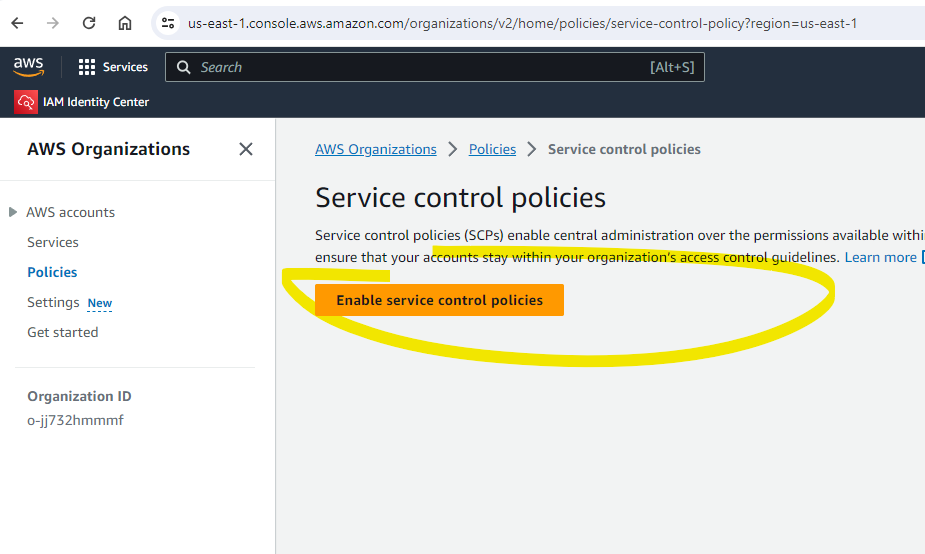 us-east-1.console.aws.amazon.com/organizations/v2/home/policies/service-control-policy?region=us-east-1
aws
Services
Search
[Alt+S]
IAM Identity Center
AWS Organizations
AWS accounts
Services
Policies
Settings New
Get started
Organization ID
o-jj732hmmmf
AWS Organizations > Policies > Service control policies
Service control policies
Service control policies (SCPs) enable central administration over the permissions available within
ensure that your accounts stay within your organization's access control guidelines. Learn more
Enable service control policies